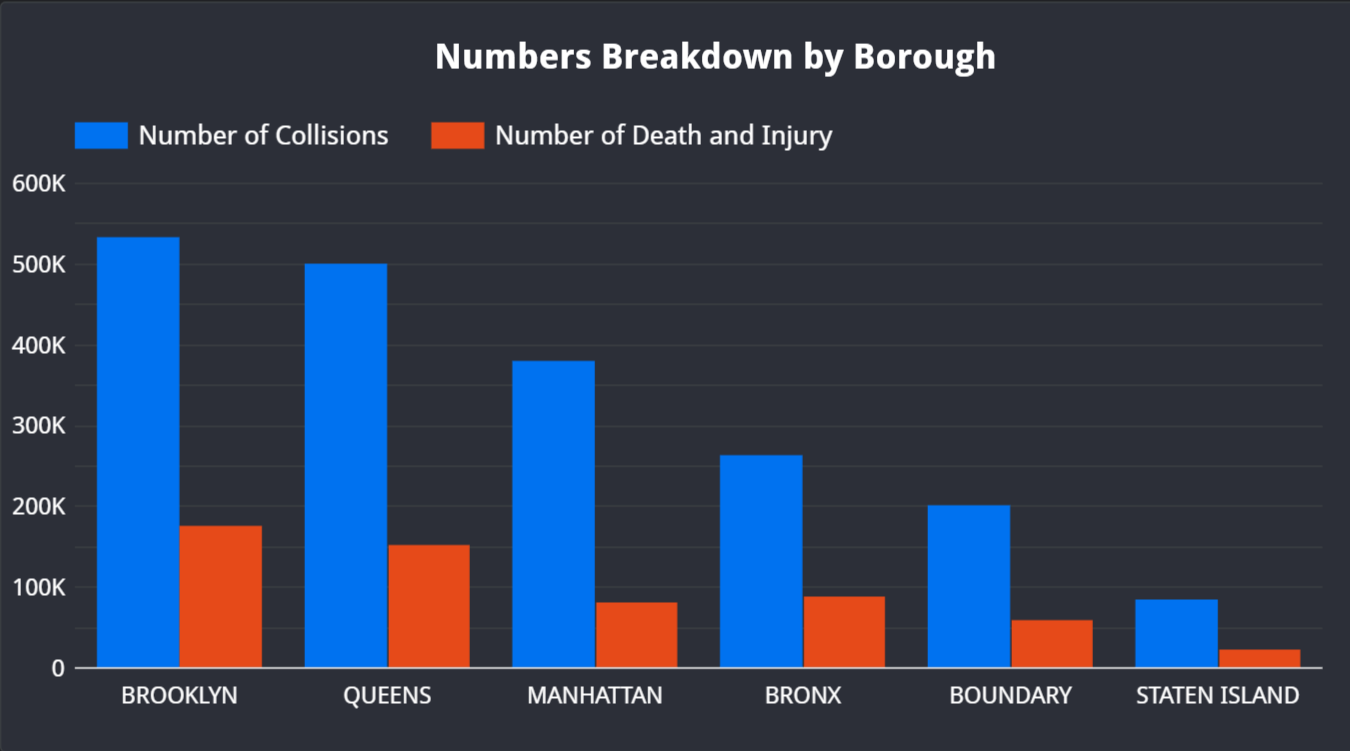 Numbers Breakdown by Borough
Number of Collisions Number of Death and Injury
600K
500K
400K
300K
200K
100K
0
BROOKLYN QUEENS MANHATTAN BRONX BOUNDARY STATEN ISLAND